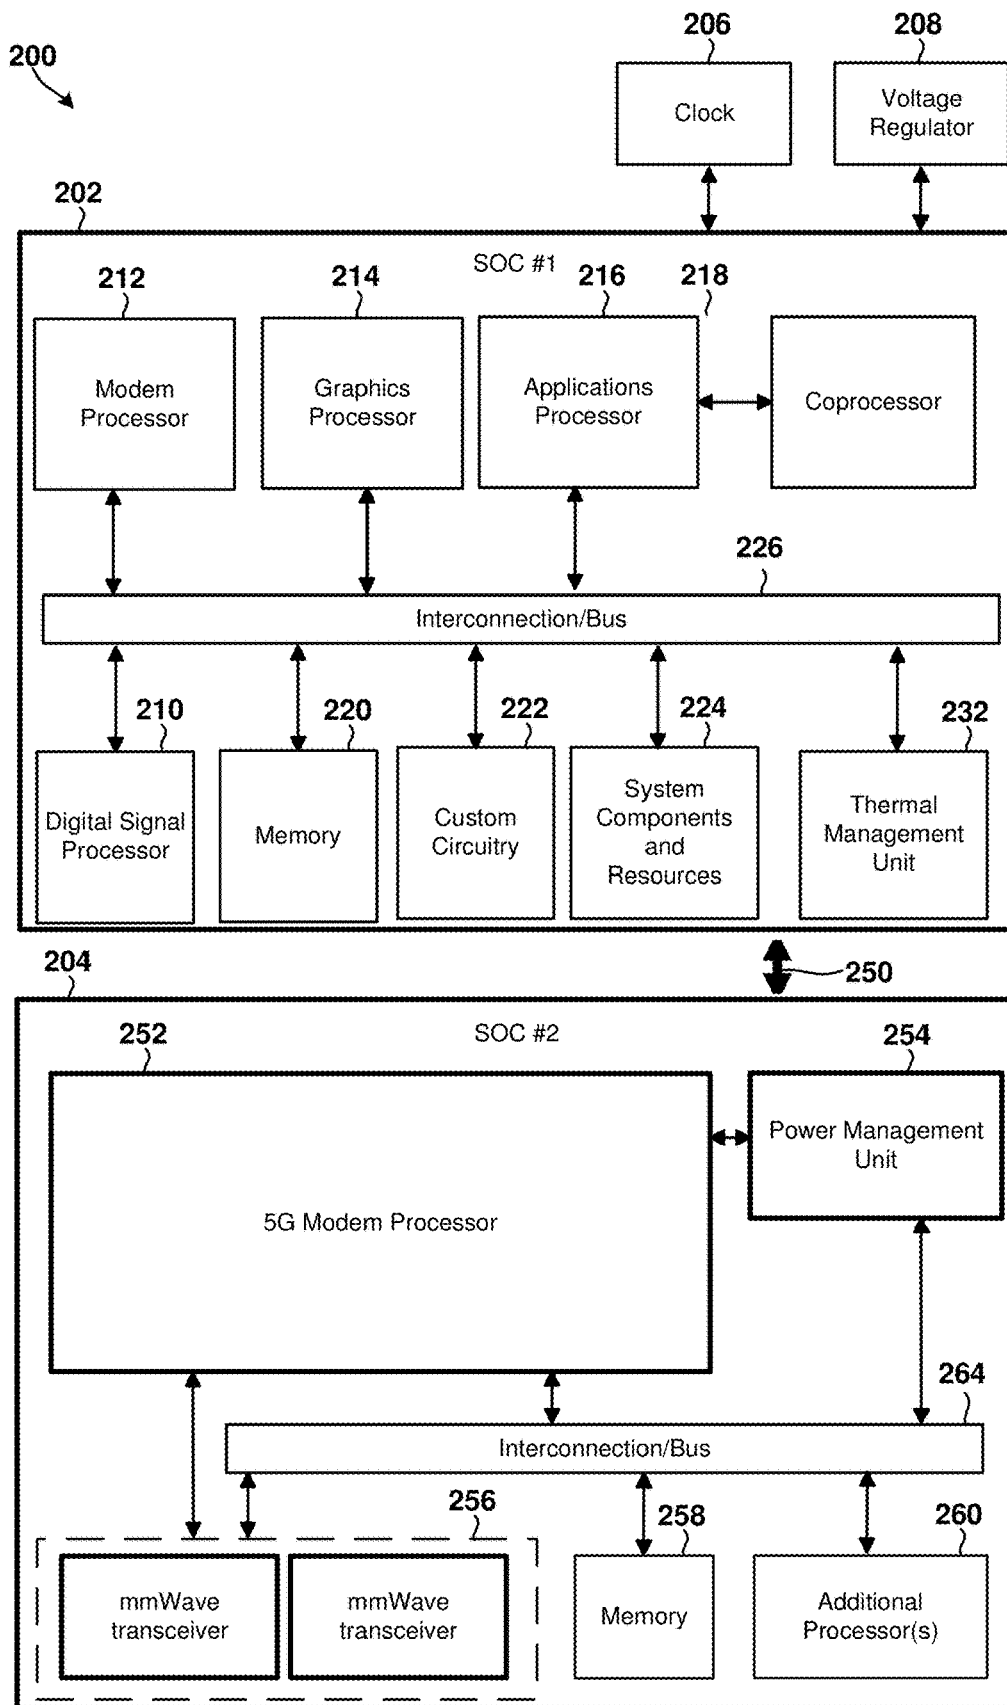 206
208
200
Clock
Voltage
Regulator
202
SOC #1
212
214
216
218
Modem
Processor
Graphics
Processor
Applications
Processor
Coprocessor
226
Interconnection/Bus
210
220
222
224
232
Digital Signal
Processor
Memory
Custom
Circuitry
System
Components
and
Resources
Thermal
Management
Unit
204
250
SOC #2
252
254
Power Management
Unit
5G Modem Processor
264
Interconnection/Bus
256
258
260
mmWave
transceiver
mmWave
transceiver
Memory
Additional
Processor(s)